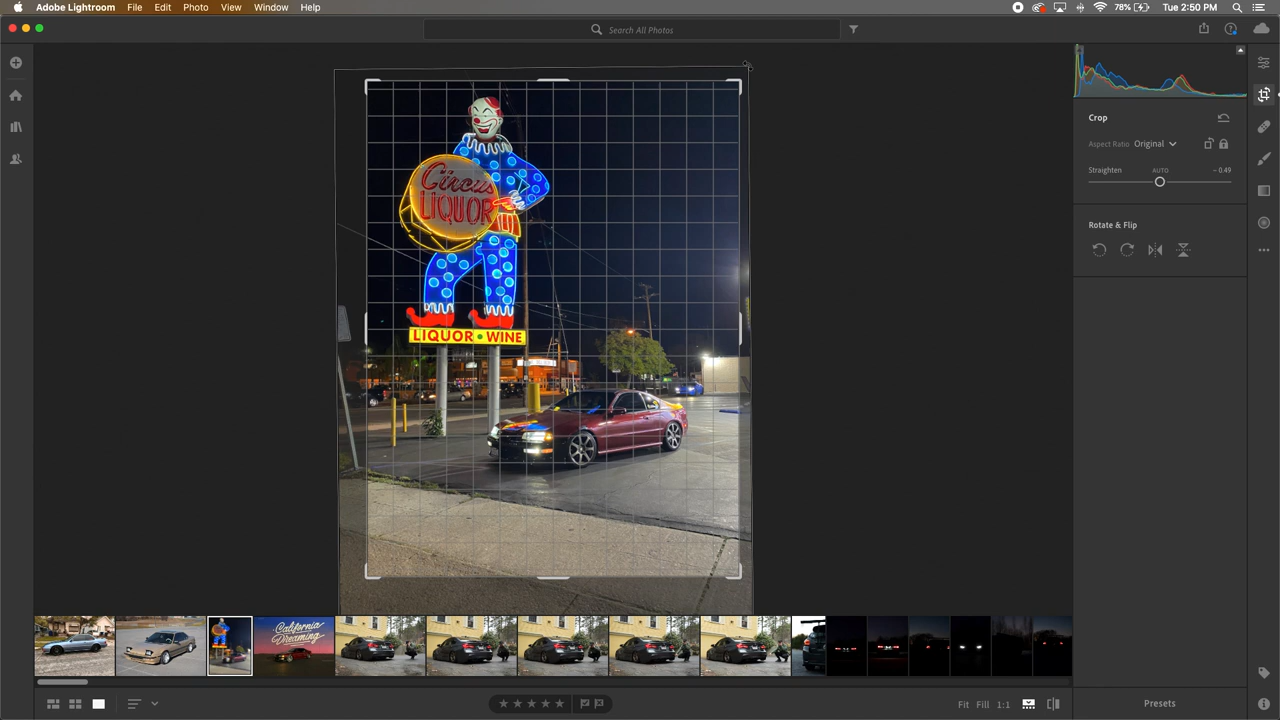 Adobe Lightroom File Edit Photo View Window Help 78% Tue 2:50 PM
Search All Photos
Crop
Aspect Ratio Original
Straighten AUTO - 0.49
Rotate & Flip
Circus
LIQUOR
LIQUOR • WINE
California
Dreaming
Fit Fill 1:1
Presets